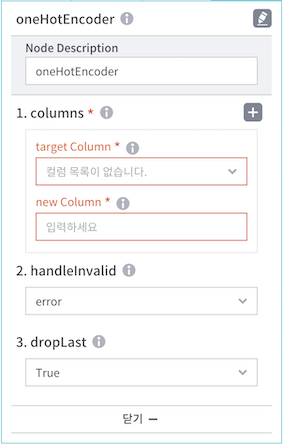 oneHotEncoder
Node Description
oneHotEncoder
1. columns *
target Column *
컬럼 목록이 없습니다.
new Column *
입력하세요
2. handleInvalid
error
3. dropLast
True
닫기